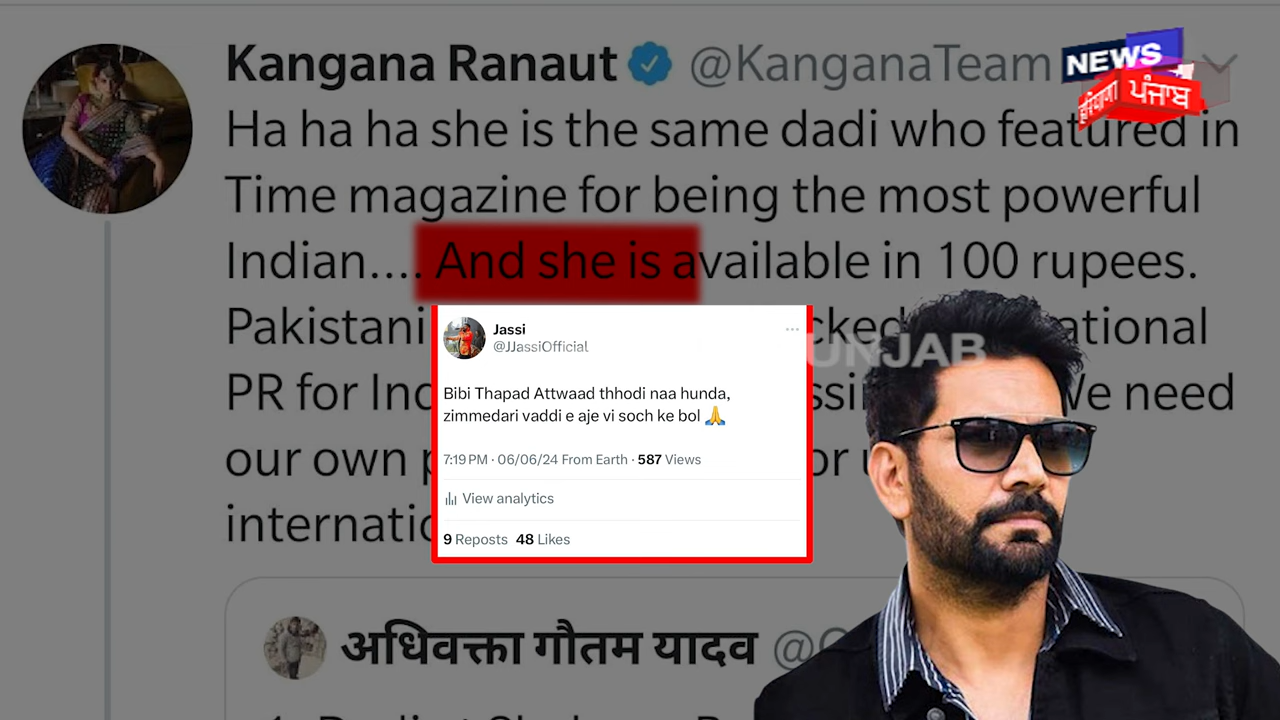 Kangana Ranaut @KanganaTeam
NEWS
ਹਰਿਆਣਾ ਪੰਜਾਬ
Ha ha ha she is the same dadi who featured in
Time magazine for being the most powerful
Indian.... And she is available in 100 rupees.
Pakistani
PR for
We need
our own
Jassi
@JJassiOfficial
Bibi Thapad Attwaad thhodi naa hunda,
zimmedari vaddi e aje vi soch ke bol 🙏
7:19 PM · 06/06/24 From Earth · 587 Views
View analytics
9 Reposts 48 Likes
अधिवक्ता गौतम यादव